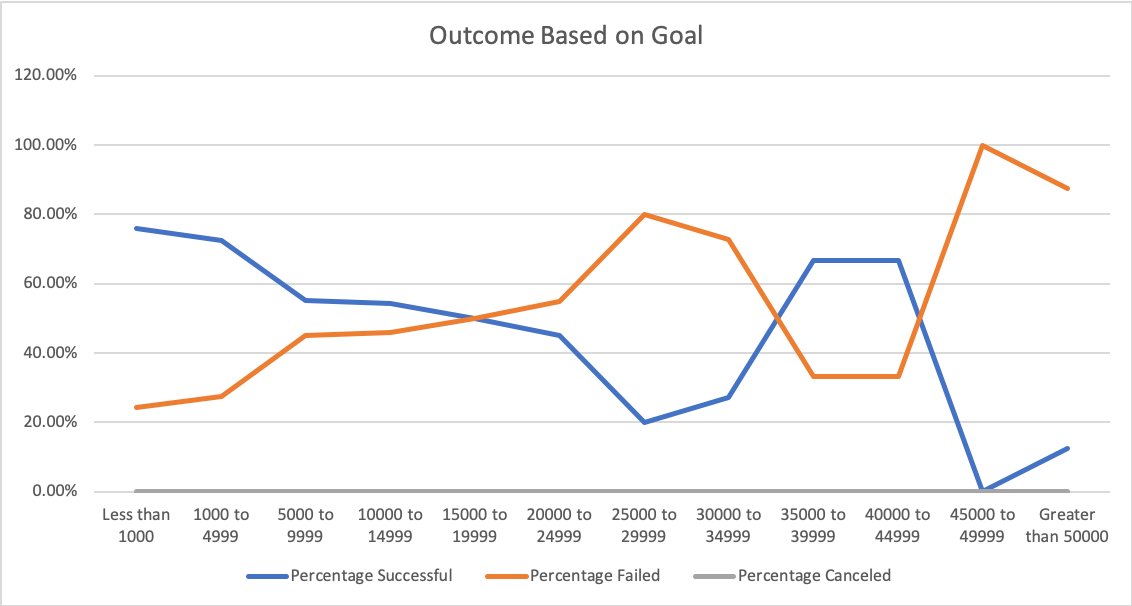 Outcome Based on Goal
120.00%
100.00%
80.00%
60.00%
40.00%
20.00%
0.00%
Less than 1000 to 5000 to 10000 to 15000 to 20000 to 25000 to 30000 to 35000 to 40000 to 45000 to Greater
1000 4999 9999 14999 19999 24999 29999 34999 39999 44999 49999 than 50000
Percentage Successful Percentage Failed Percentage Canceled